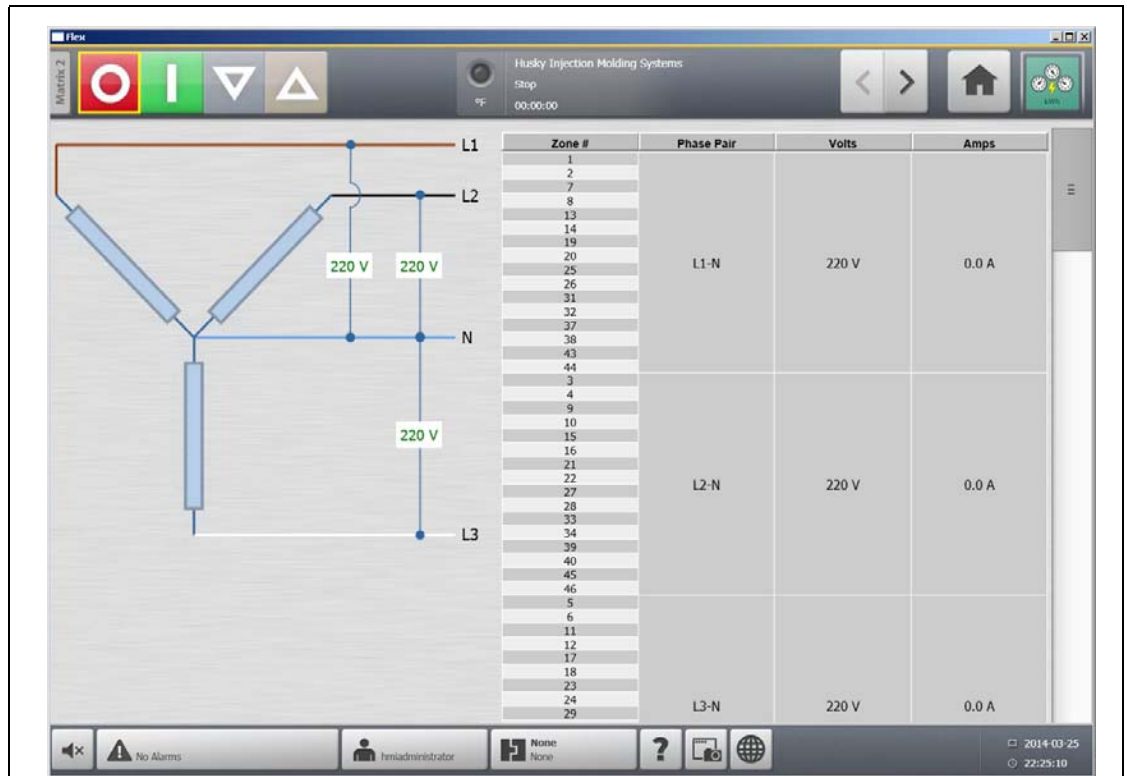 Flex
Matrix 2
°F
Husky Injection Molding Systems
Stop
00:00:00
kWh
L1
L2
220 V 220 V
N
220 V
L3
Zone # Phase Pair Volts Amps
1
2
7
8
13
14
19
20
25
26
31
32
37
38
43
44
L1-N 220 V 0.0 A
3
4
9
10
15
16
21
22
27
28
33
34
39
40
45
46
L2-N 220 V 0.0 A
5
6
11
12
17
18
23
24
29
L3-N 220 V 0.0 A
No Alarms
hmiadministrator
None
None
?
2014-03-25
22:25:10